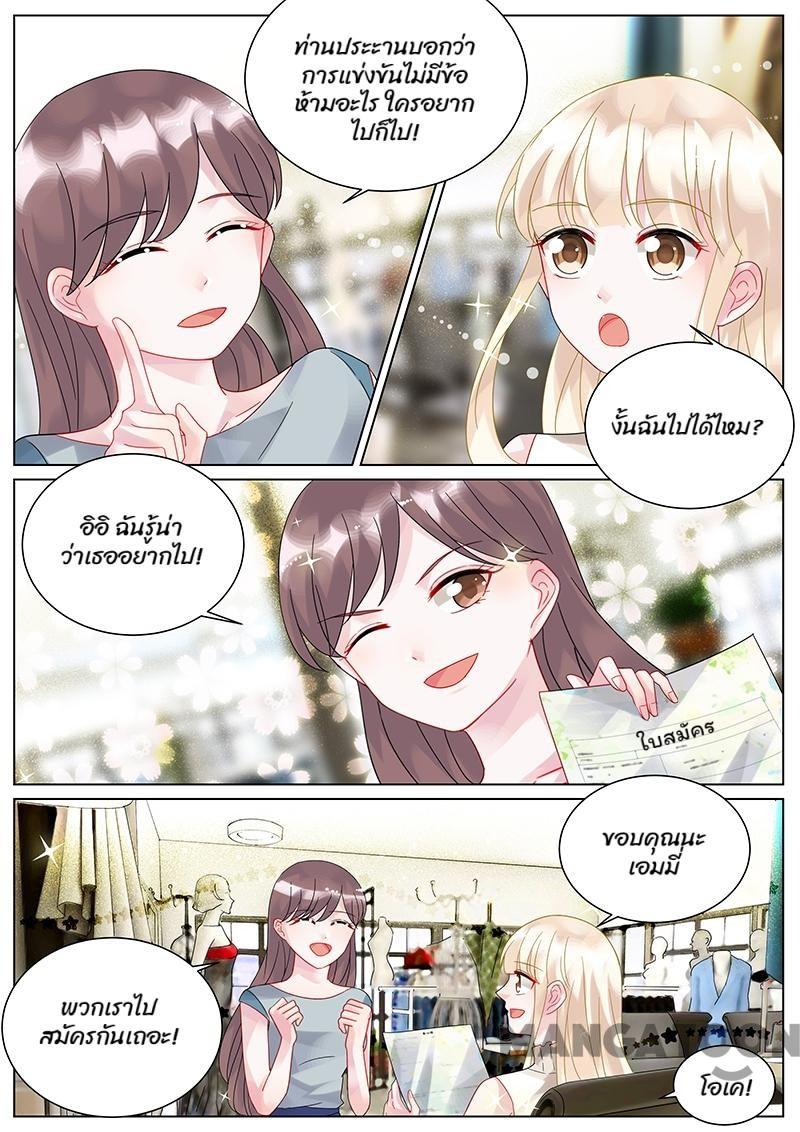 ท่านประะานบอกว่า
การแข่งขันไม่มีข้อ
ห้ามอะไร ใครอยาก
ไปก็ไป!
งั้นฉันไปได้ไหม?
อิอิ ฉันรู้น่า
ว่าเธออยากไป!
ใบสมัคร
ขอบคุณนะ
เอมมี่
พวกเราไป
สมัครกันเถอะ!
MANGATOON
โอเค!